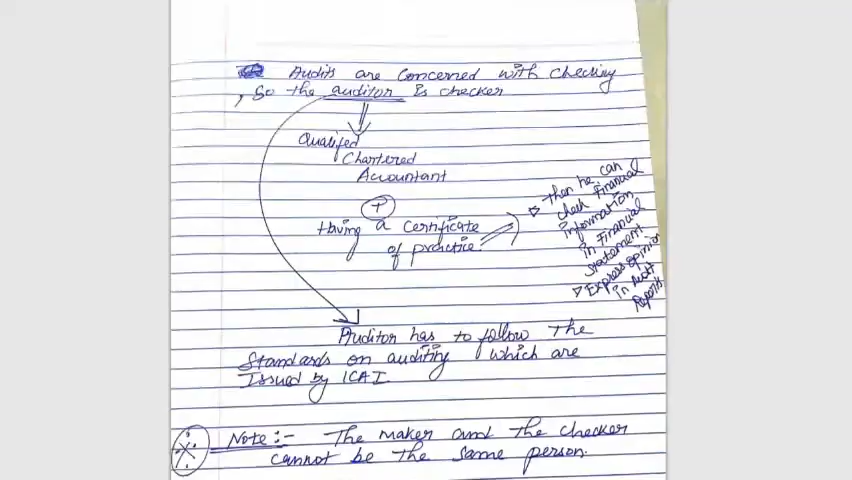 Audits are concerned with checking
, So the auditor is checker
Qualifed
Chartered
Accountant
+
Having a certificate
of practice
Then he can
check Financial
Information
in Financial
statement
Express opinion
in Audit
Reports
Auditor has to follow the
Standards on auditing which are
Issued by ICAI
Note:- The maker and the checker
cannot be the same person.